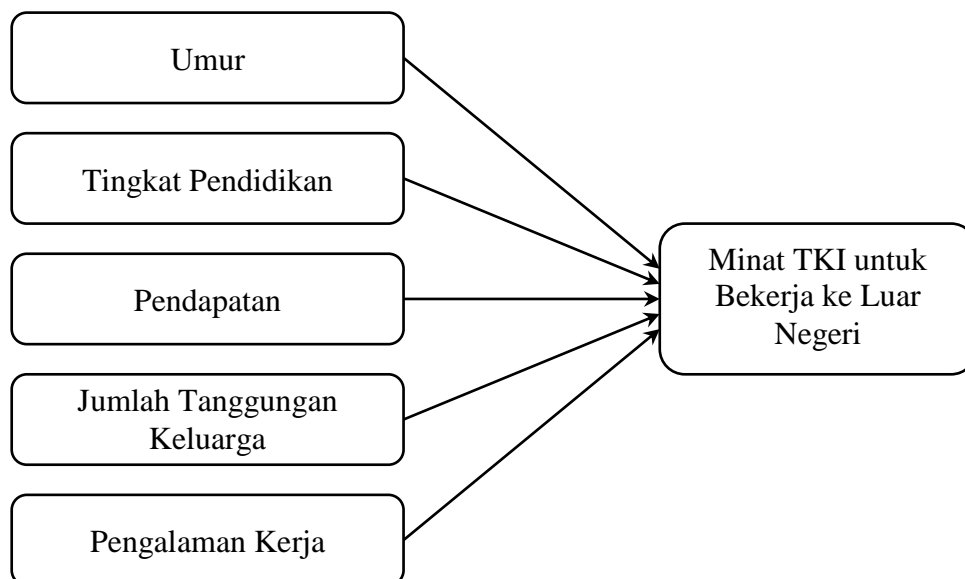 Umur
Tingkat Pendidikan
Pendapatan
Jumlah Tanggungan
Keluarga
Pengalaman Kerja
Minat TKI untuk
Bekerja ke Luar
Negeri